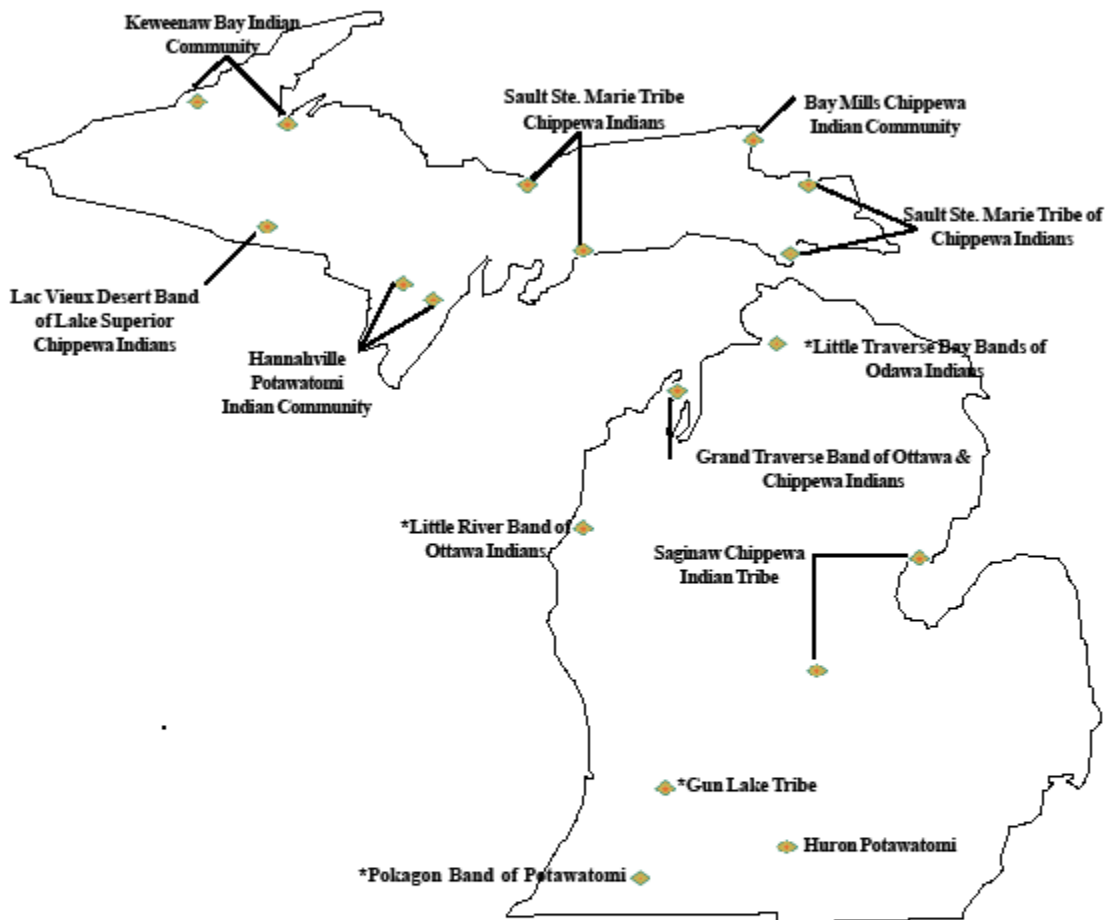 Keweenaw Bay Indian
Community
Sault Ste. Marie Tribe
Chippewa Indians
Bay Mills Chippewa
Indian Community
Sault Ste. Marie Tribe of
Chippewa Indians
Lac Vieux Desert Band
of Lake Superior
Chippewa Indians
Hannahville
Potawatomi
Indian Community
*Little Traverse Bay Bands of
Odawa Indians
Grand Traverse Band of Ottawa &
Chippewa Indians
*Little River Band of
Ottawa Indians
Saginaw Chippewa
Indian Tribe
*Gun Lake Tribe
Huron Potawatomi
*Pokagon Band of Potawatomi